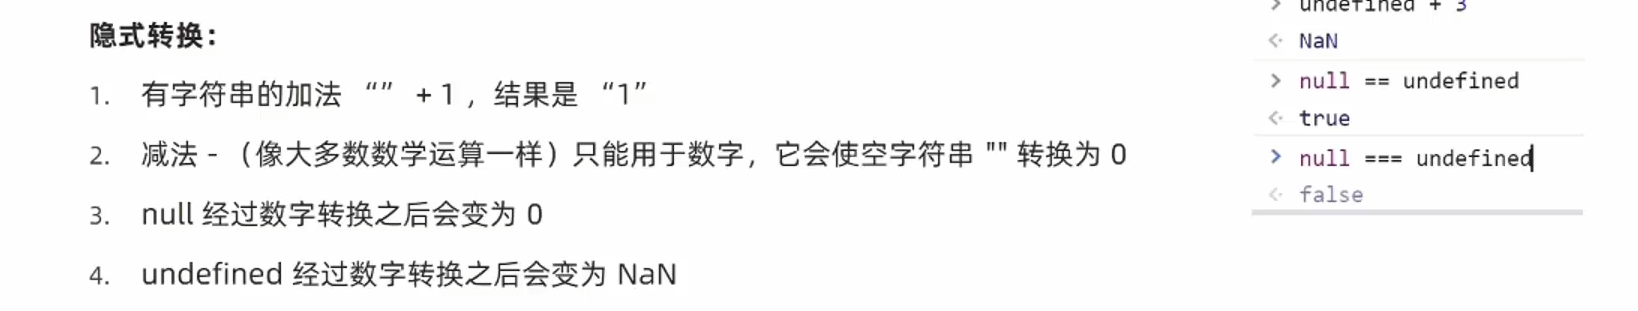 隐式转换：
1. 有字符串的加法 “” + 1 ，结果是 “1”
2. 减法 - （像大多数数学运算一样）只能用于数字，它会使空字符串 "" 转换为 0
3. null 经过数字转换之后会变为 0
4. undefined 经过数字转换之后会变为 NaN
> undefined + 3
<· NaN
> null == undefined
<· true
> null === undefined
<· false